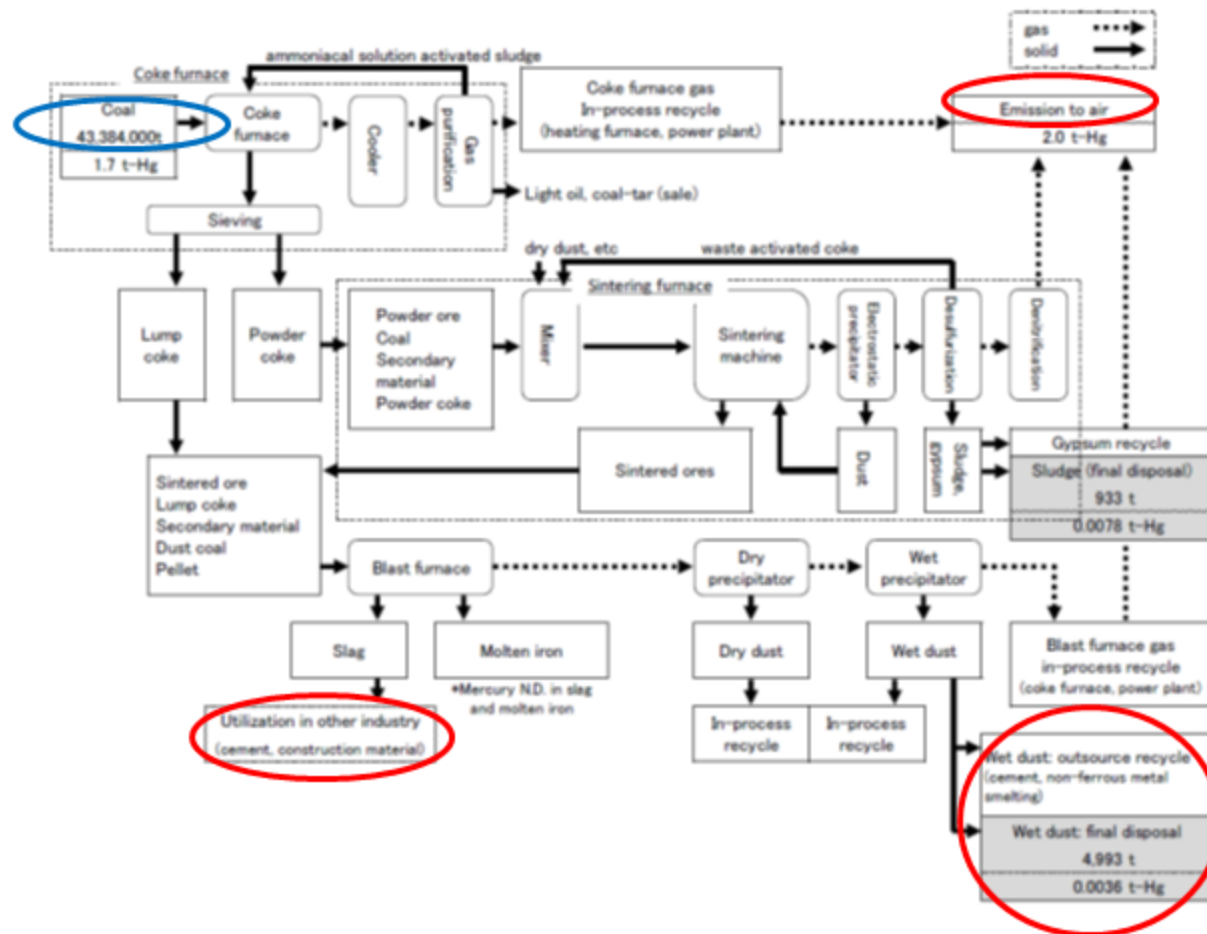 gas
solid
ammoniacal solution activated sludge
Coke furnace
Coal
43,384,000t
1.7 t-Hg
Coke
furnace
Cooler
Gas
purification
Coke furnace gas
In-process recycle
(heating furnace, power plant)
Emission to air
2.0 t-Hg
Light oil, coal-tar (sale)
Sieving
dry dust, etc
waste activated coke
Sintering furnace
Lump
coke
Powder
coke
Powder ore
Coal
Secondary
material
Powder coke
Mixer
Sintering
machine
Electrostatic
precipitator
Desulfurization
Denitrification
Sintered ores
Dust
Sludge,
gypsum
Gypsum recycle
Sludge (final disposal)
933 t
0.0078 t-Hg
Sintered ore
Lump coke
Secondary material
Dust coal
Pellet
Blast furnace
Dry
precipitator
Wet
precipitator
Slag
Molten iron
*Mercury N.D. in slag
and molten iron
Dry dust
Wet dust
Blast furnace gas
in-process recycle
(coke furnace, power plant)
Utilization in other industry
(cement, construction material)
In-process
recycle
In-process
recycle
Wet dust: outsource recycle
(cement, non-ferrous metal
smelting)
Wet dust: final disposal
4,993 t
0.0036 t-Hg